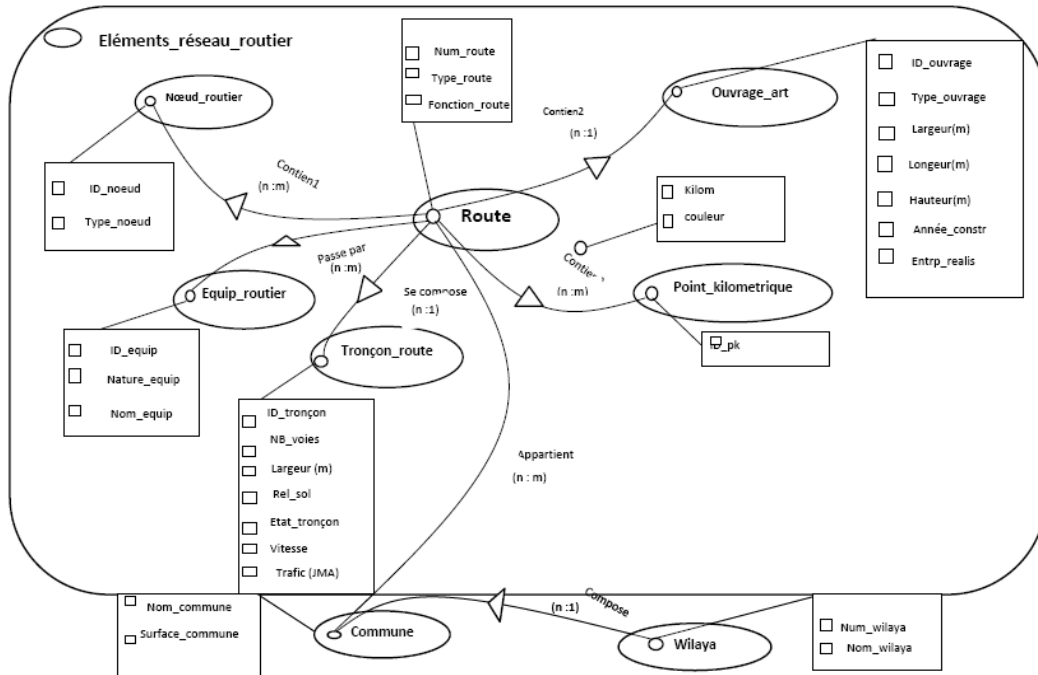 Eléments_réseau_routier
Num_route
Type_route
Fonction_route
ID_ouvrage
Type_ouvrage
Largeur(m)
Longeur(m)
Hauteur(m)
Année_constr
Entrp_realis
Nœud_routier
Ouvrage_art
Contien2
(n :1)
Contien1
(n :m)
ID_noeud
Type_noeud
Kilom
couleur
Route
Passe par
(n :m)
Contien
(n :m)
Equip_routier
Se compose
(n :1)
Point_kilometrique
ID_pk
Tronçon_route
ID_equip
Nature_equip
Nom_equip
ID_tronçon
NB_voies
Largeur (m)
Rel_sol
Etat_tronçon
Vitesse
Trafic (JMA)
Appartient
(n : m)
Nom_commune
Surface_commune
Commune
Compose
(n :1)
Wilaya
Num_wilaya
Nom_wilaya